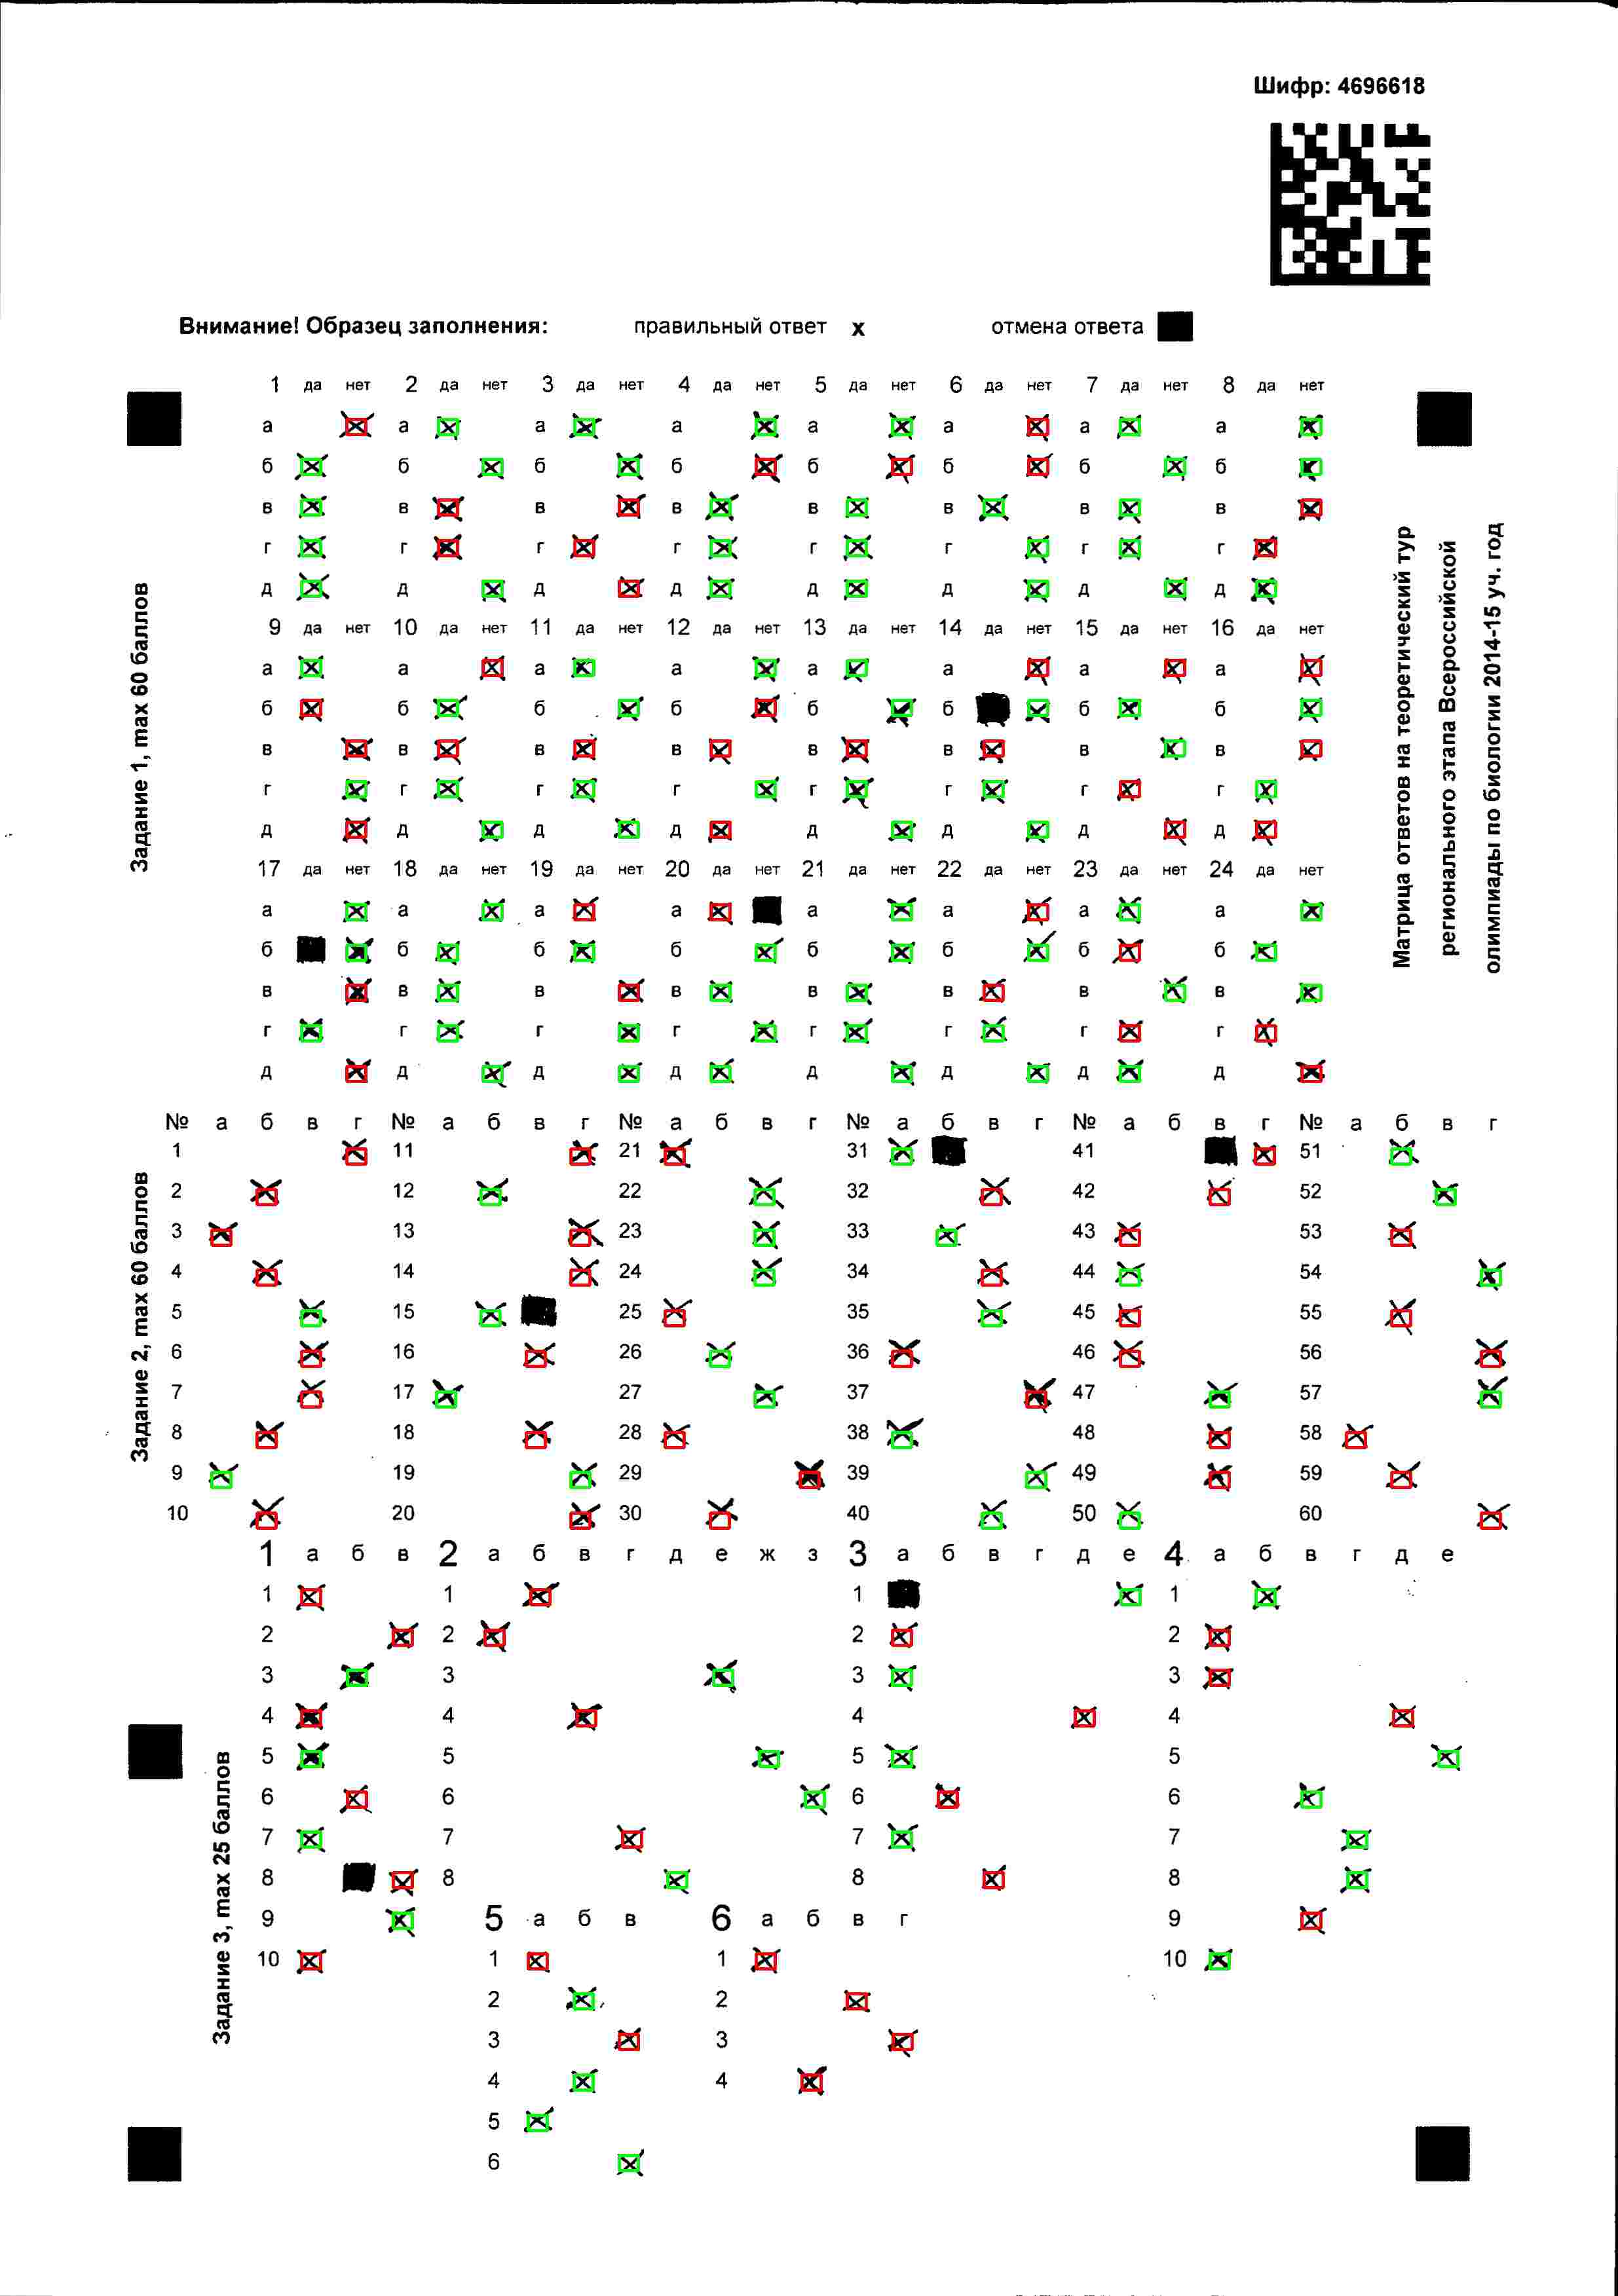 Шифр: 4696618
Внимание! Образец заполнения: правильный ответ х отмена ответа
1 да нет 2 да нет 3 да нет 4 да нет 5 да нет 6 да нет 7 да нет 8 да нет
а а а а а а а а
б б б б б б б б
в в в в в в в в
г г г г г г г г
д д д д д д д д
9 да нет 10 да нет 11 да нет 12 да нет 13 да нет 14 да нет 15 да нет 16 да нет
а а а а а а а а
б б б б б б б б
в в в в в в в в
г г г г г г г г
д д д д д д д д
17 да нет 18 да нет 19 да нет 20 да нет 21 да нет 22 да нет 23 да нет 24 да нет
а а а а а а а а
б б б б б б б б
в в в в в в в в
г г г г г г г г
д д д д д д д д
Задание 1, max 60 баллов
Матрица ответов на теоретический тур
регионального этапа Всероссийской
олимпиады по биологии 2014-15 уч. год
№ а б в г № а б в г № а б в г № а б в г № а б в г № а б в г
1 11 21 31 41 51
2 12 22 32 42 52
3 13 23 33 43 53
4 14 24 34 44 54
5 15 25 35 45 55
6 16 26 36 46 56
7 17 27 37 47 57
8 18 28 38 48 58
9 19 29 39 49 59
10 20 30 40 50 60
Задание 2, max 60 баллов
1 а б в 2 а б в г д е ж з 3 а б в г д е 4 а б в г д е
1 1 1 1
2 2 2 2
3 3 3 3
4 4 4 4
5 5 5 5
6 6 6 6
7 7 7 7
8 8 8 8
9 5 а б в 6 а б в г 9
10 1 1 10
2 2
3 3
4 4
5
6
Задание 3, max 25 баллов